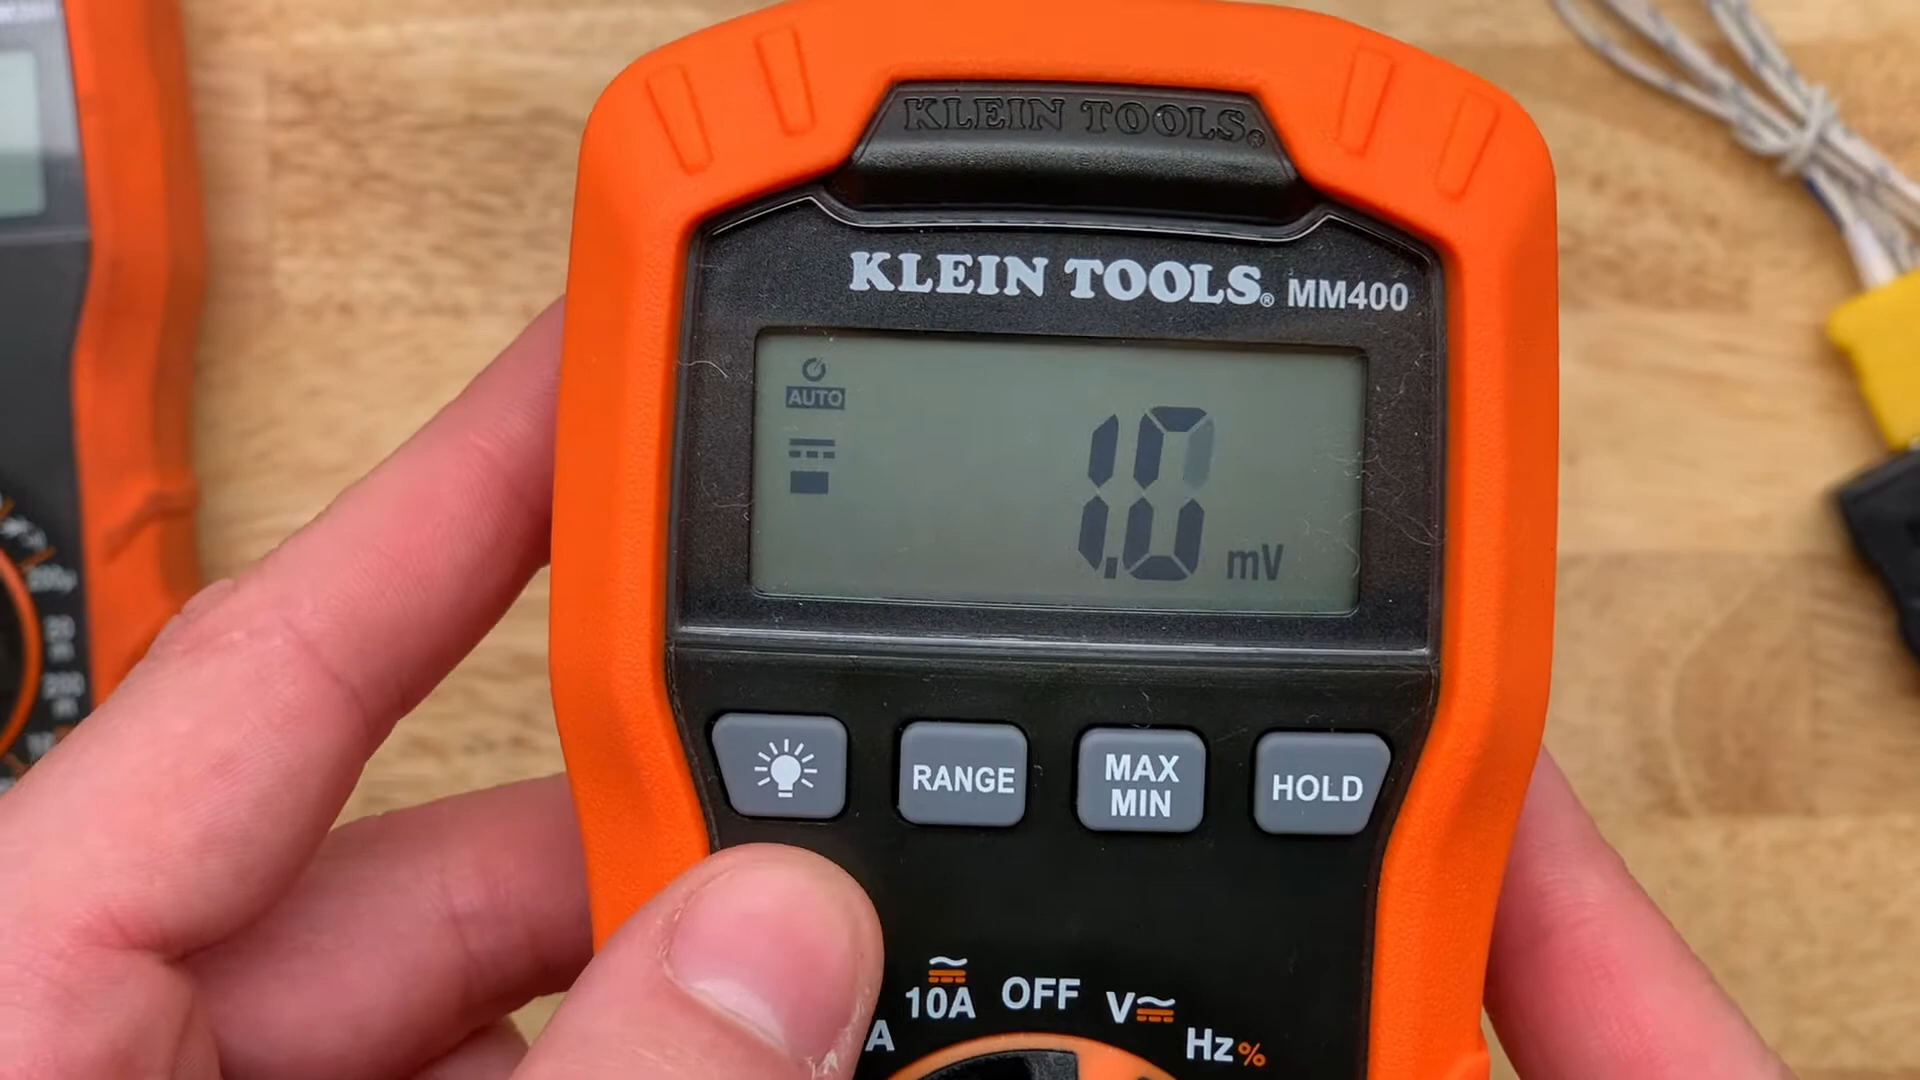 KLEIN TOOLS®
KLEIN TOOLS® MM400
AUTO
1.0 mV
RANGE
MAX
MIN
HOLD
A
10A
OFF
V
Hz%